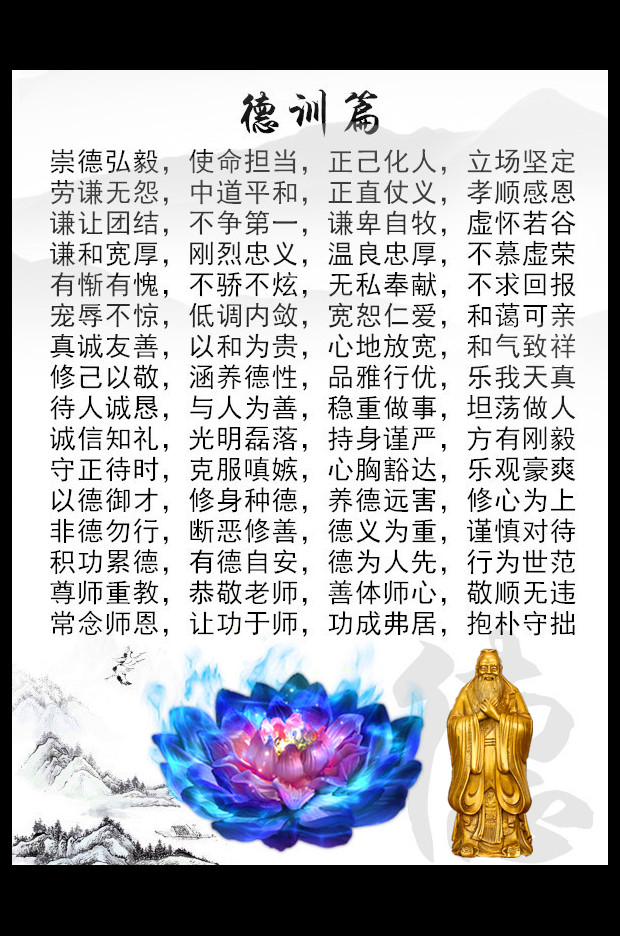 德训篇
崇德弘毅，使命担当，正己化人，立场坚定
劳谦无怨，中道平和，正直仗义，孝顺感恩
谦让团结，不争第一，谦卑自牧，虚怀若谷
谦和宽厚，刚烈忠义，温良忠厚，不慕虚荣
有惭有愧，不骄不炫，无私奉献，不求回报
宠辱不惊，低调内敛，宽恕仁爱，和蔼可亲
真诚友善，以和为贵，心地放宽，和气致祥
修己以敬，涵养德性，品雅行优，乐我天真
待人诚恳，与人为善，稳重做事，坦荡做人
诚信知礼，光明磊落，持身谨严，方有刚毅
守正待时，克服嗔嫉，心胸豁达，乐观豪爽
以德御才，修身种德，养德远害，修心为上
非德勿行，断恶修善，德义为重，谨慎对待
积功累德，有德自安，德为人先，行为世范
尊师重教，恭敬老师，善体师心，敬顺无违
常念师恩，让功于师，功成弗居，抱朴守拙
德